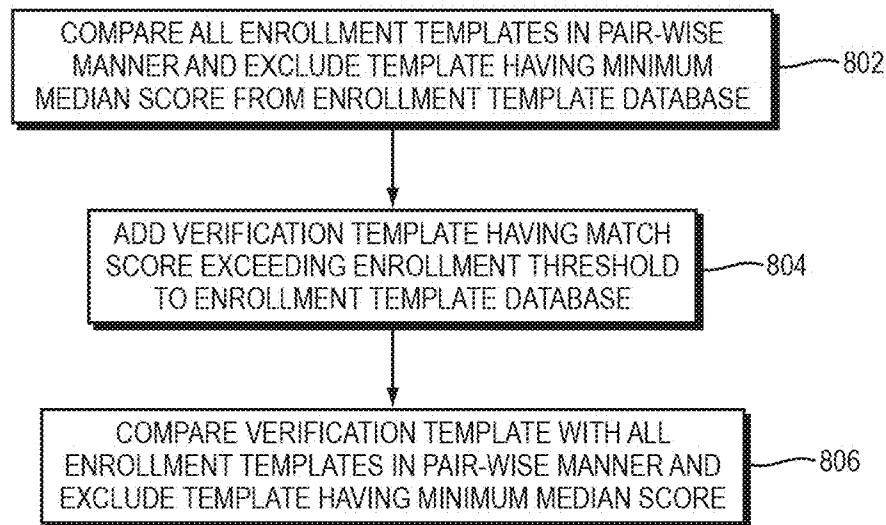 COMPARE ALL ENROLLMENT TEMPLATES IN PAIR-WISE
MANNER AND EXCLUDE TEMPLATE HAVING MINIMUM
MEDIAN SCORE FROM ENROLLMENT TEMPLATE DATABASE
802
ADD VERIFICATION TEMPLATE HAVING MATCH
SCORE EXCEEDING ENROLLMENT THRESHOLD
TO ENROLLMENT TEMPLATE DATABASE
804
COMPARE VERIFICATION TEMPLATE WITH ALL
ENROLLMENT TEMPLATES IN PAIR-WISE MANNER AND
EXCLUDE TEMPLATE HAVING MINIMUM MEDIAN SCORE
806